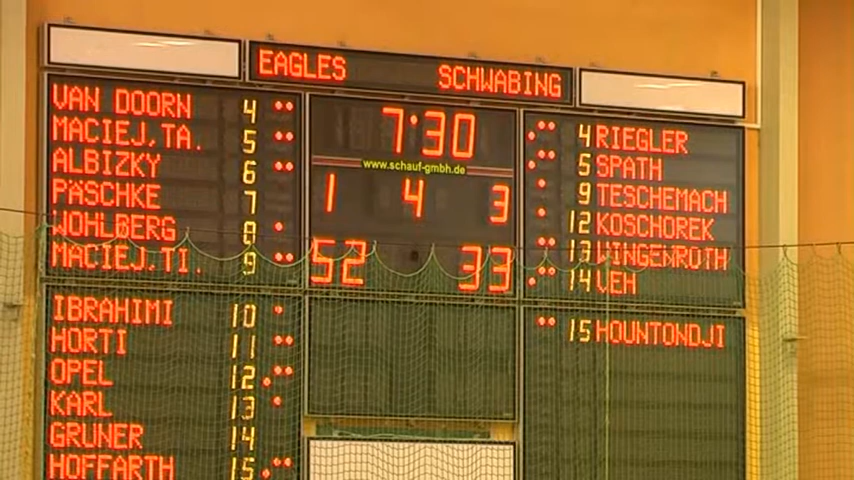 EAGLES SCHWABING
VAN DOORN 4
MACIEJ,TA. 5
ALBIZKY 6
PÄSCHKE 7
WOHLBERG 8
MACIEJ,TI. 9
IBRAHIMI 10
HORTI 11
OPEL 12
KARL 13
GRUNER 14
HOFFARTH 15
7:30
www.schauf-gmbh.de
1 4 3
52 33
4 RIEGLER
5 SPATH
9 TESCHEMACH
12 KOSCHOREK
13 WINGENROTH
14 VEH
15 HOUNTONDJI